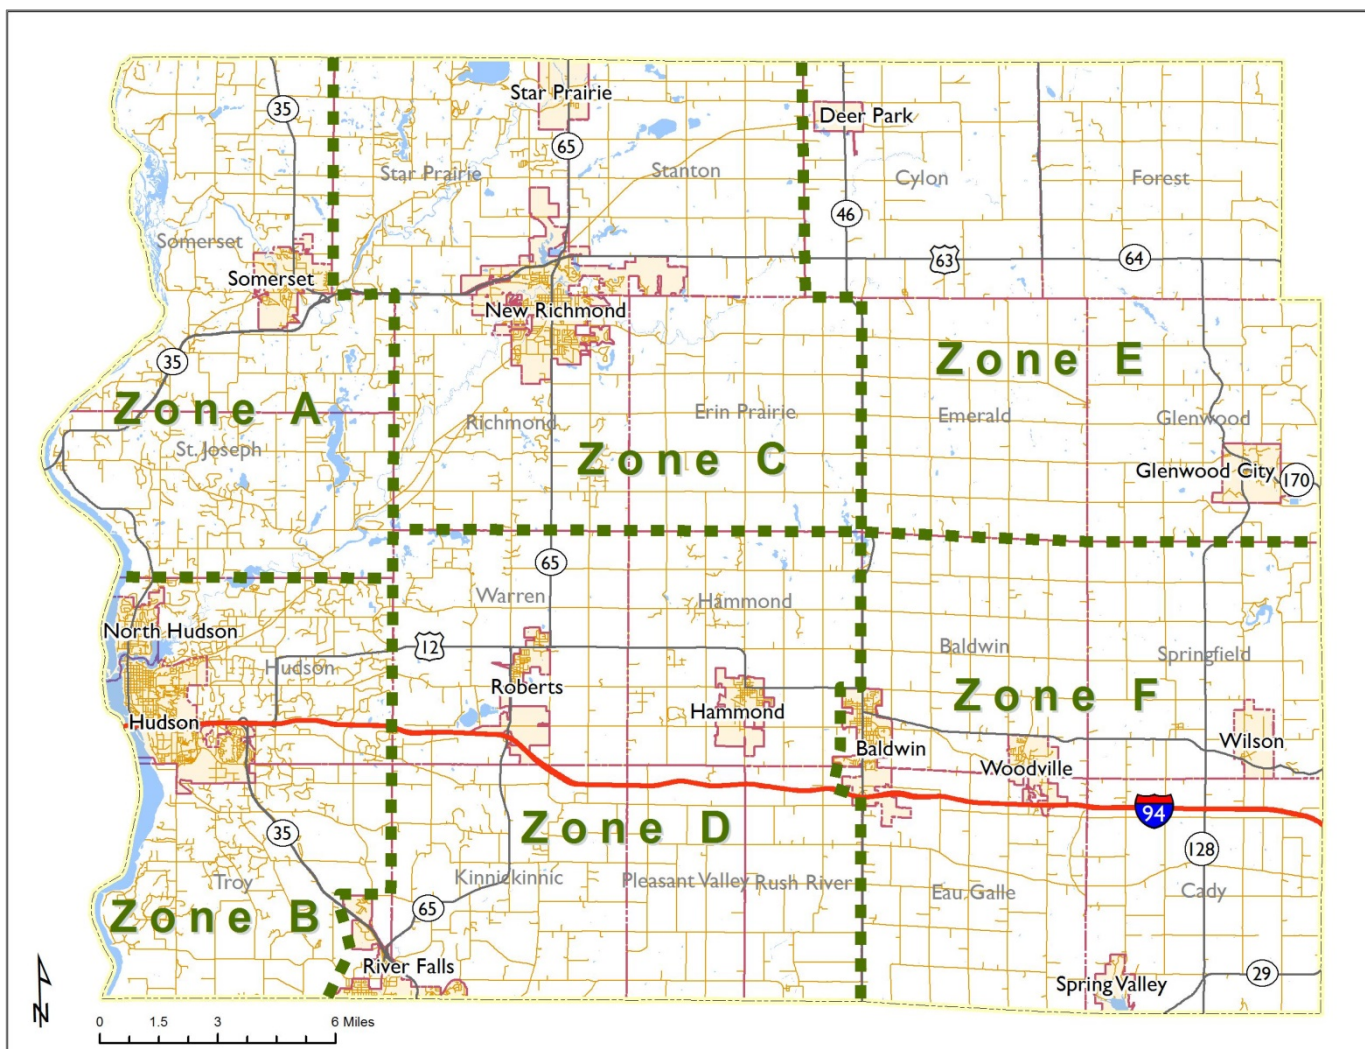 Star Prairie
Deer Park
35
65
Star Prairie
Stanton
Cylon
Forest
46
Somerset
63
64
Somerset
New Richmond
35
Zone E
Zone A
Richmond
Erin Prairie
Emerald
Glenwood
St. Joseph
Zone C
Glenwood City
170
65
Warren
Hammond
North Hudson
12
Baldwin
Springfield
Hudson
Roberts
Zone F
Hammond
Hudson
Baldwin
Wilson
Woodville
94
Zone D
35
128
Troy
Kinnickinnic
Pleasant Valley
Rush River
Eau Galle
Cady
Zone B
65
River Falls
Spring Valley
29
N
0 1.5 3 6 Miles